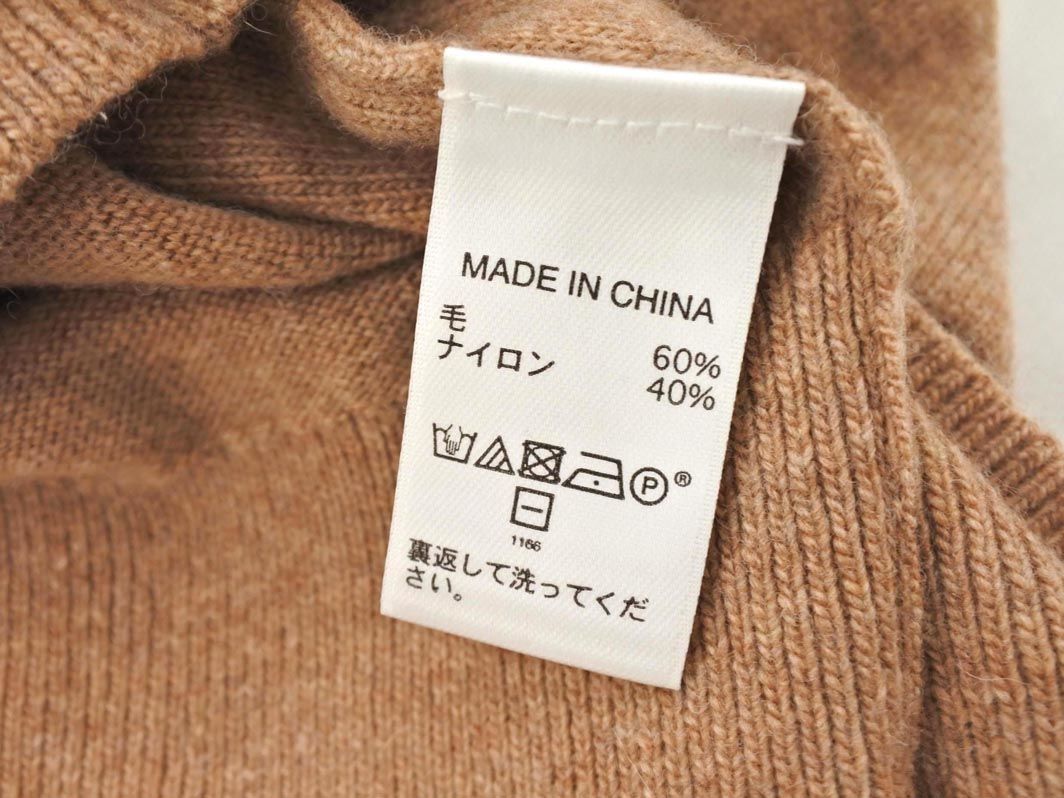 MADE IN CHINA
毛 60%
ナイロン 40%
P ®
1166
裏返して洗ってくだ
さい。